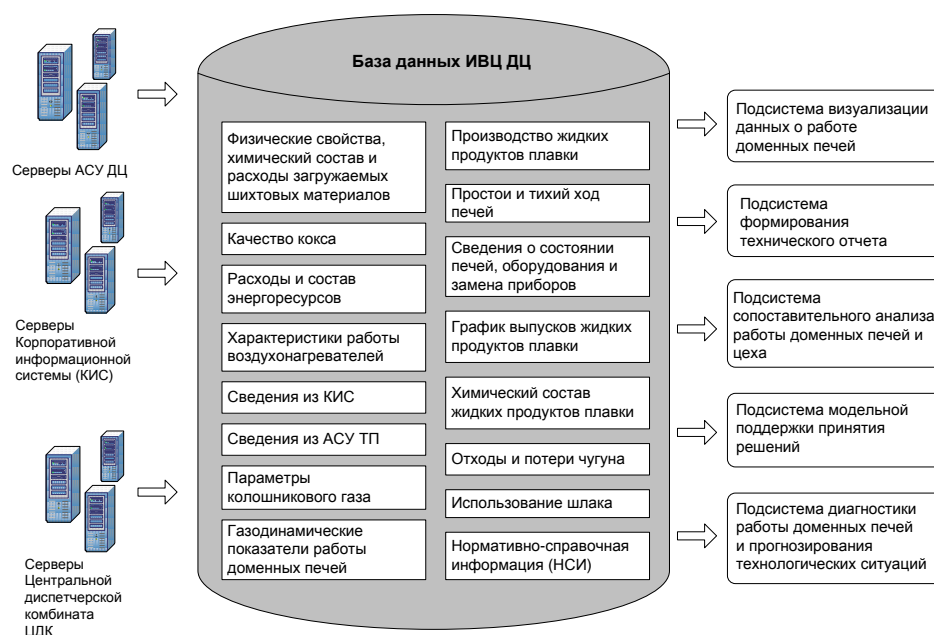 База данных ИВЦ ДЦ
Серверы АСУ ДЦ
Серверы
Корпоративной
информационной
системы (КИС)
Серверы
Центральной
диспетчерской
комбината
ЦДК
Физические свойства,
химический состав и
расходы загружаемых
шихтовых материалов
Качество кокса
Расходы и состав
энергоресурсов
Характеристики работы
воздухонагревателей
Сведения из КИС
Сведения из АСУ ТП
Параметры
колошникового газа
Газодинамические
показатели работы
доменных печей
Производство жидких
продуктов плавки
Простои и тихий ход
печей
Сведения о состоянии
печей, оборудования и
замена приборов
График выпусков жидких
продуктов плавки
Химический состав
жидких продуктов плавки
Отходы и потери чугуна
Использование шлака
Нормативно-справочная
информация (НСИ)
Подсистема визуализации
данных о работе
доменных печей
Подсистема
формирования
технического отчета
Подсистема
сопоставительного анализа
работы доменных печей и
цеха
Подсистема модельной
поддержки принятия
решений
Подсистема диагностики
работы доменных печей
и прогнозирования
технологических ситуаций